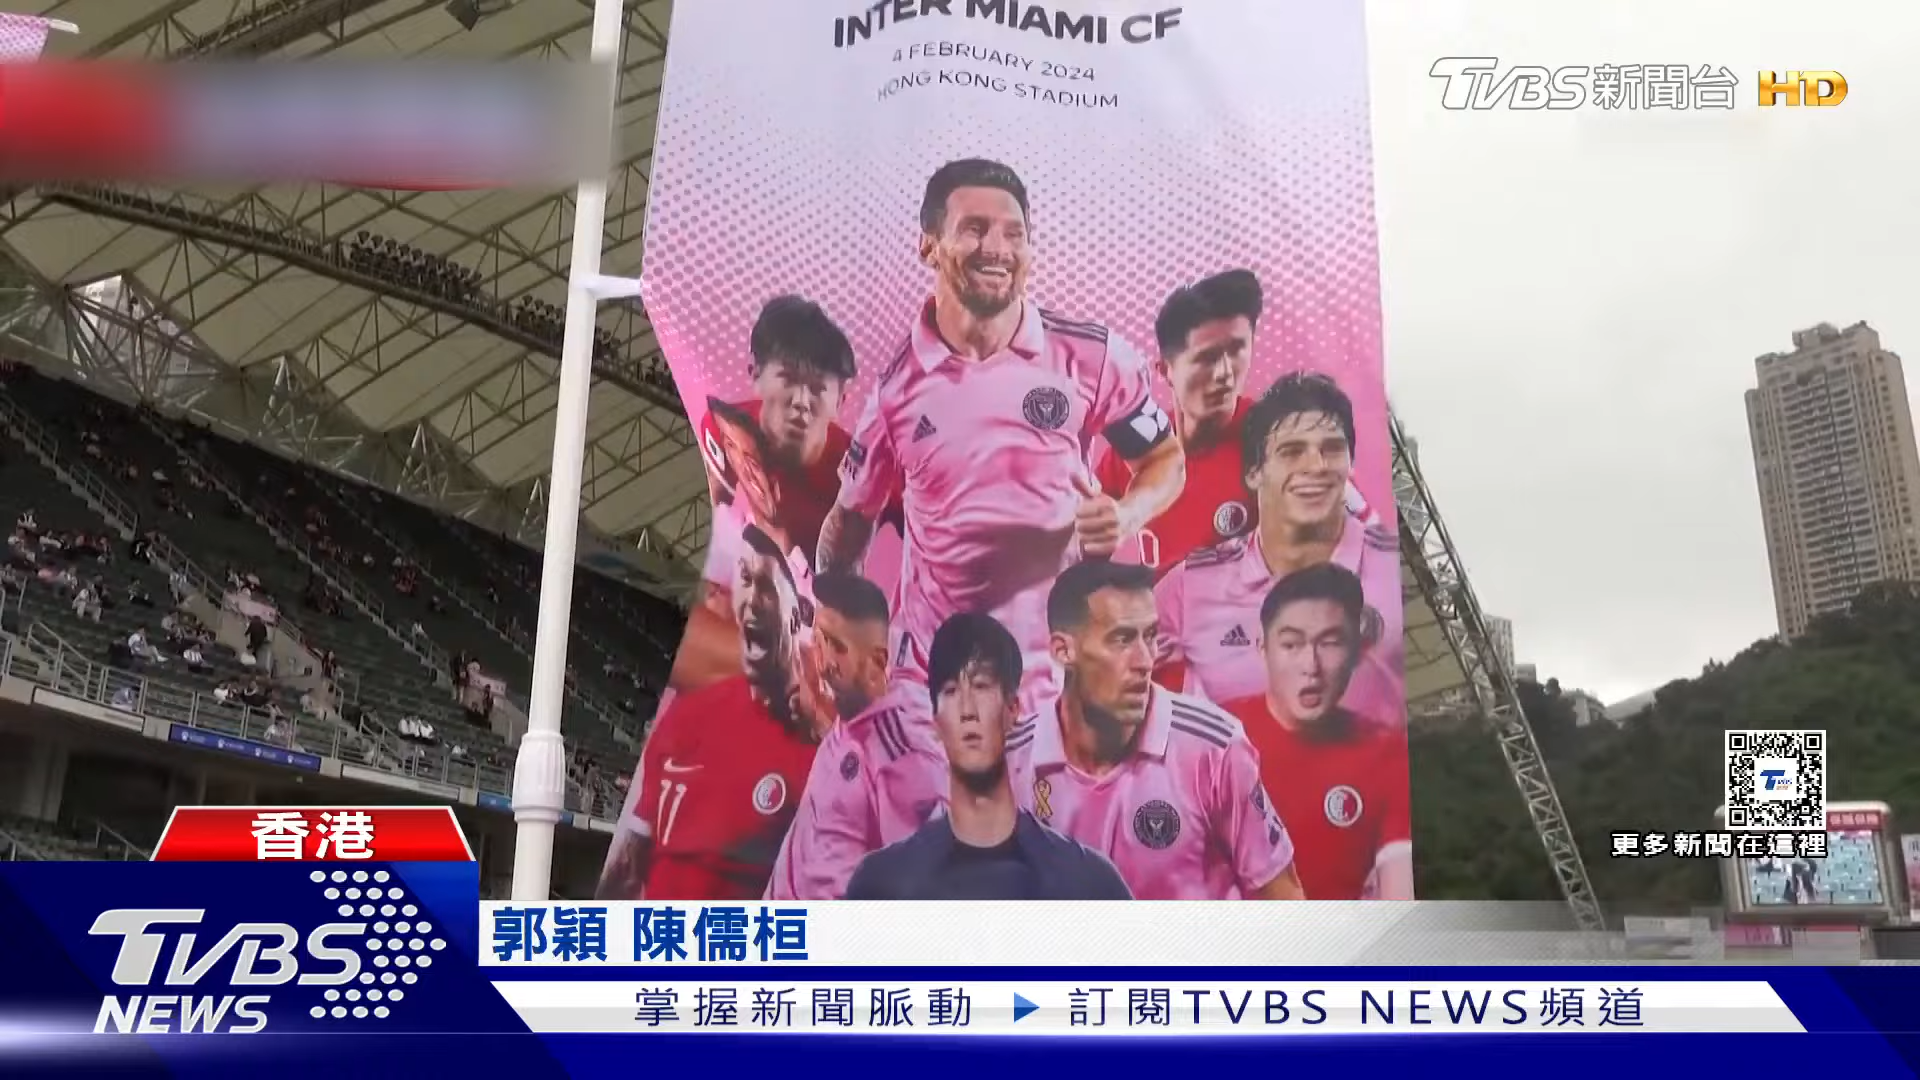 INTER MIAMI CF
4 FEBRUARY 2024
HONG KONG STADIUM
TVBS新聞台 HD
11
T TVBS
更多新聞在這裡
香港
TVBS
NEWS
郭穎 陳儒桓
掌握新聞脈動 ▶ 訂閱TVBS NEWS頻道